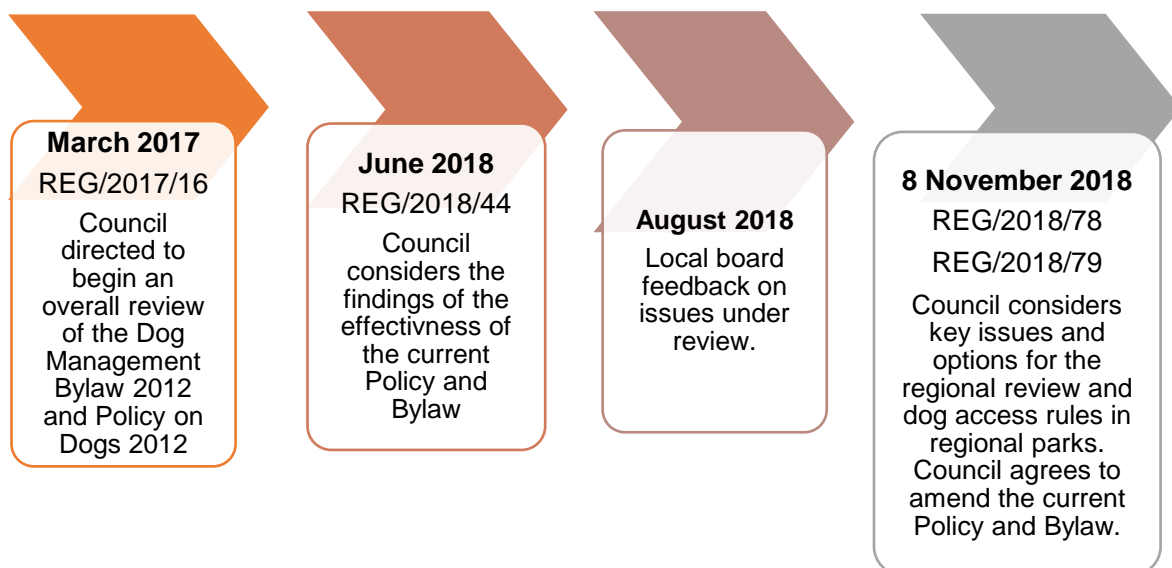 March 2017
REG/2017/16
Council
directed to
begin an
overall review
of the Dog
Management
Bylaw 2012
and Policy on
Dogs 2012
June 2018
REG/2018/44
Council
considers the
findings of the
effectivness of
the current
Policy and
Bylaw
August 2018
Local board
feedback on
issues under
review.
8 November 2018
REG/2018/78
REG/2018/79
Council considers
key issues and
options for the
regional review and
dog access rules in
regional parks.
Council agrees to
amend the current
Policy and Bylaw.